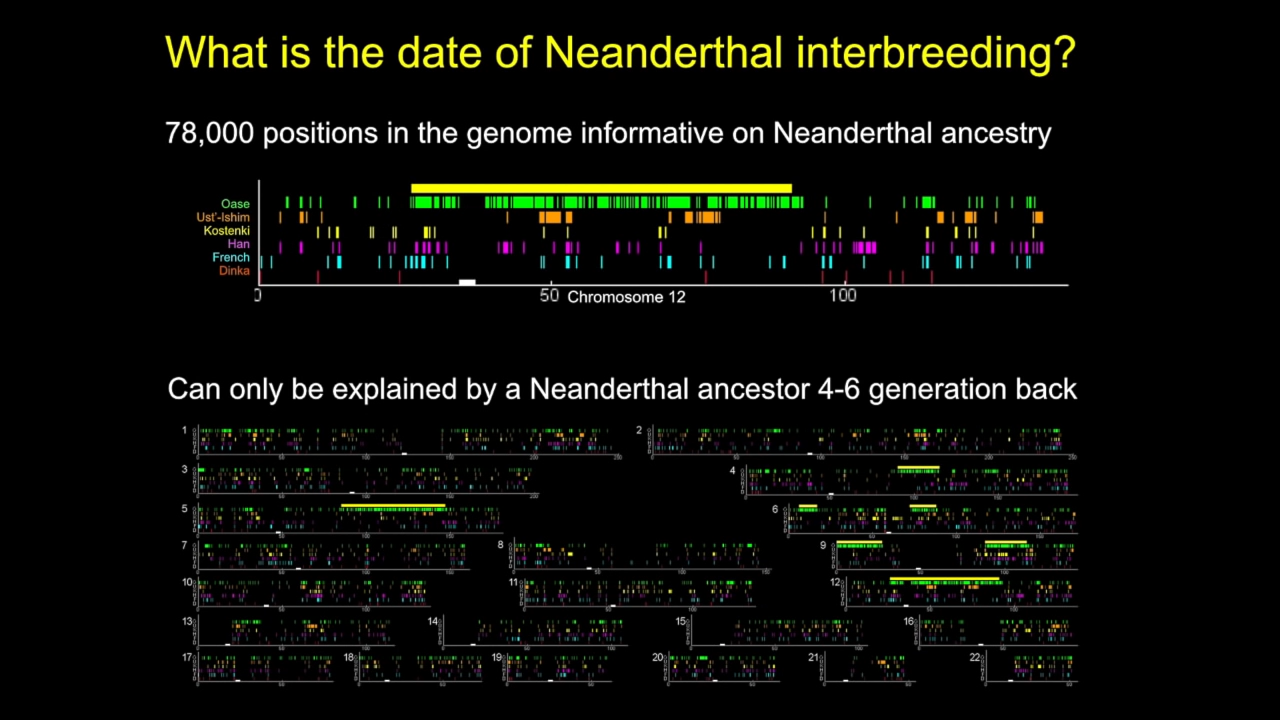 What is the date of Neanderthal interbreeding?
78,000 positions in the genome informative on Neanderthal ancestry
Oase
Ust'-Ishim
Kostenki
Han
French
Dinka
0 50 Chromosome 12 100
Can only be explained by a Neanderthal ancestor 4-6 generation back
1 2
3 4
5 6
7 8 9
10 11 12
13 14 15 16
17 18 19 20 21 22